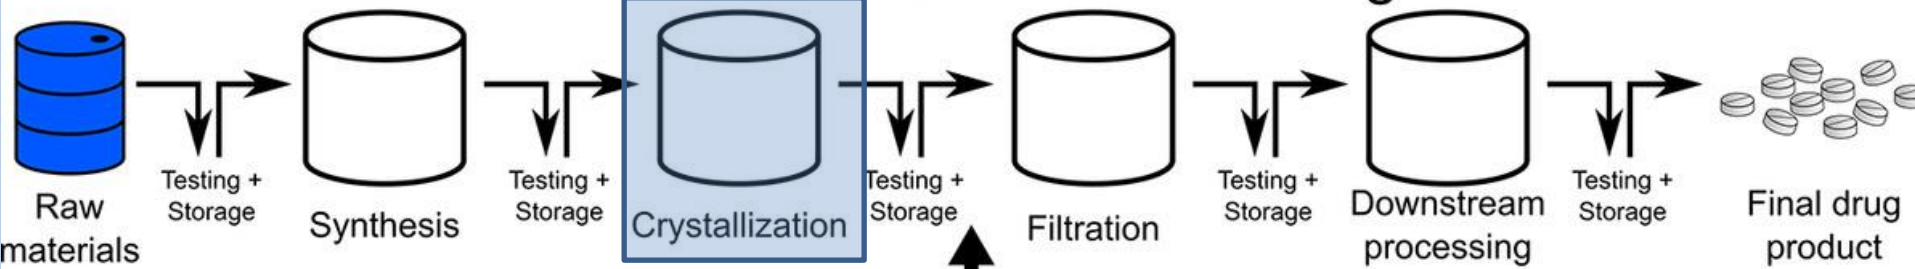 Raw
materials
Testing +
Storage
Synthesis
Testing +
Storage
Crystallization
Testing +
Storage
Filtration
Testing +
Storage
Downstream
processing
Testing +
Storage
Final drug
product